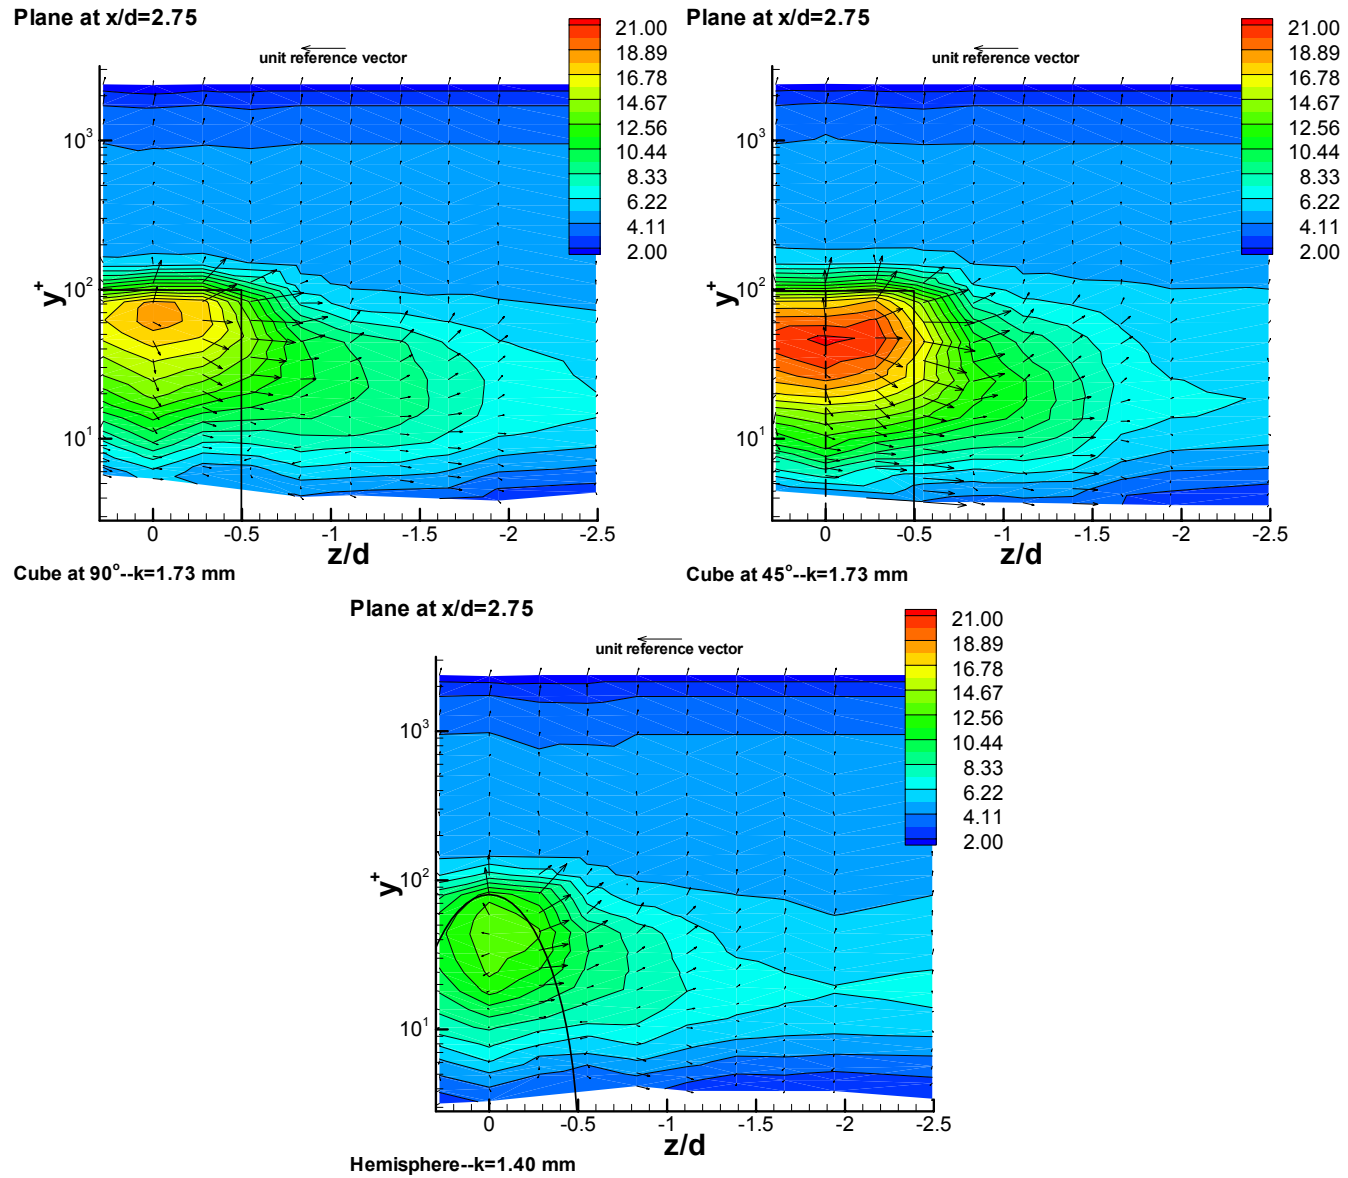 Plane at x/d=2.75
unit reference vector
21.00
18.89
16.78
14.67
12.56
10.44
8.33
6.22
4.11
2.00
10³
10²
10¹
y⁺
0 -0.5 -1 -1.5 -2 -2.5
z/d
Cube at 90°--k=1.73 mm
Plane at x/d=2.75
unit reference vector
21.00
18.89
16.78
14.67
12.56
10.44
8.33
6.22
4.11
2.00
10³
10²
10¹
y⁺
0 -0.5 -1 -1.5 -2 -2.5
z/d
Cube at 45°--k=1.73 mm
Plane at x/d=2.75
unit reference vector
21.00
18.89
16.78
14.67
12.56
10.44
8.33
6.22
4.11
2.00
10³
10²
10¹
y⁺
0 -0.5 -1 -1.5 -2 -2.5
z/d
Hemisphere--k=1.40 mm